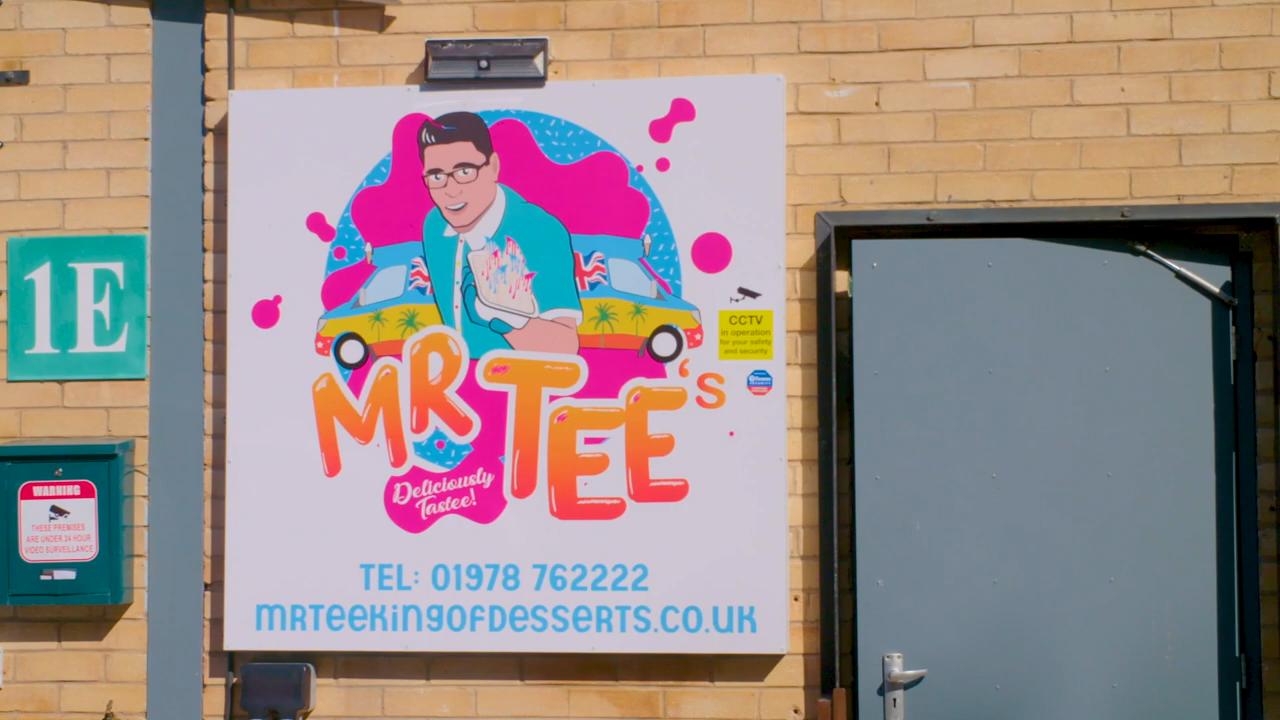 1E
WARNING
THESE PREMISES
ARE UNDER 24 HOUR
VIDEO SURVEILLANCE
MR TEE'S
Deliciously
Tastee!
CCTV
in operation
for your safety
and security
TEL: 01978 762222
mrteekingofdesserts.co.uk